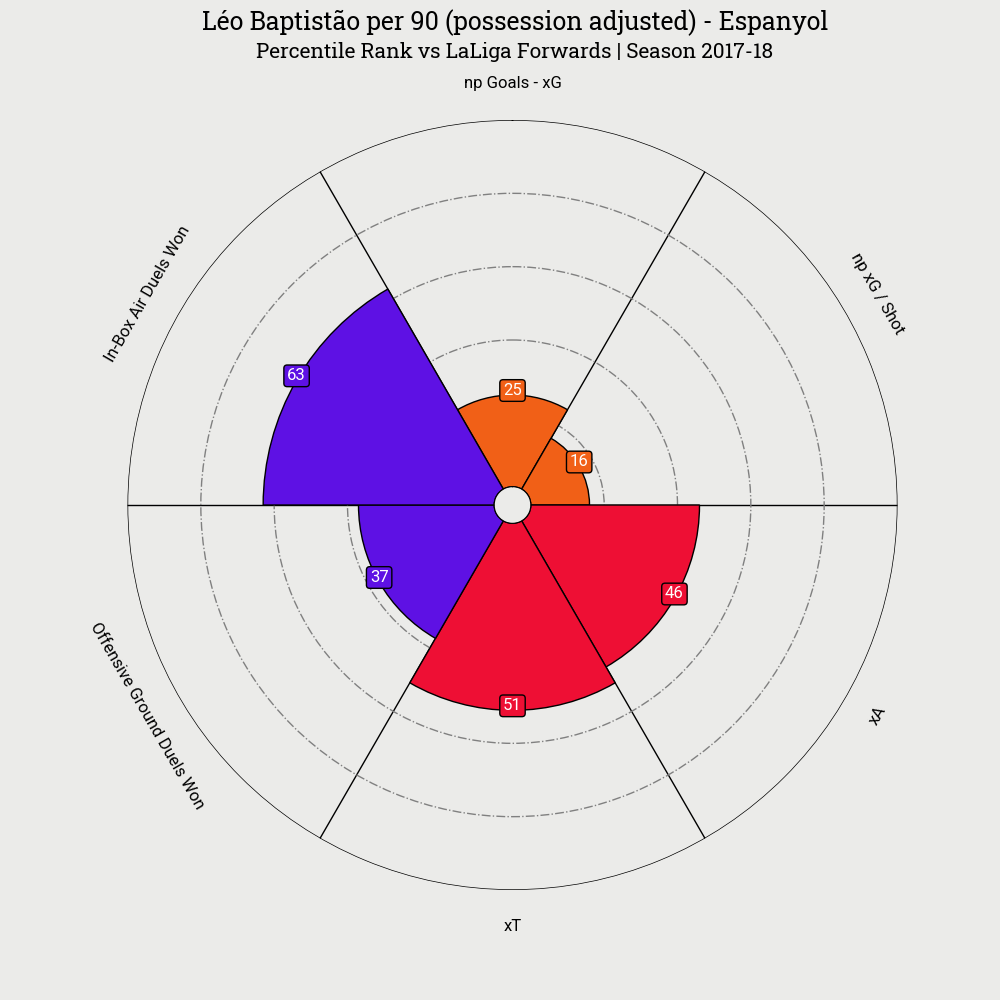 Léo Baptistão per 90 (possession adjusted) - Espanyol
Percentile Rank vs LaLiga Forwards | Season 2017-18
np Goals - xG
In-Box Air Duels Won
np xG / Shot
63
25
16
37
46
51
Offensive Ground Duels Won
xA
xT